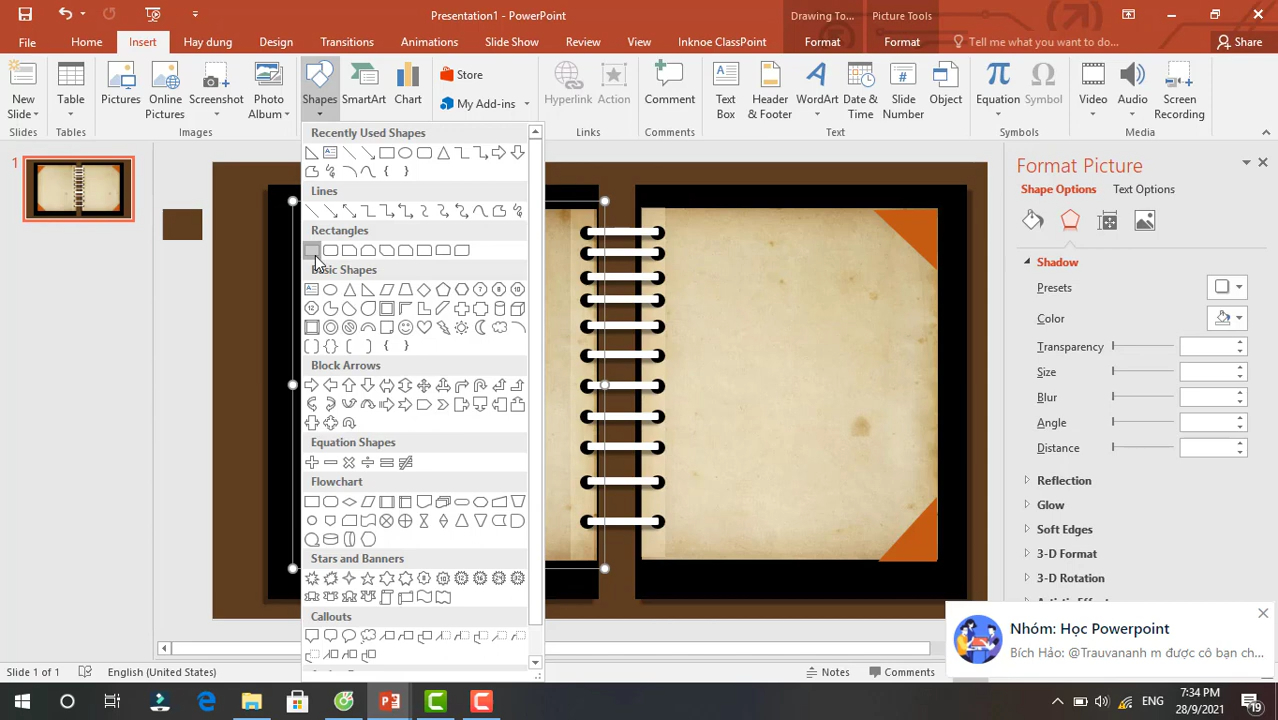 Presentation1 - PowerPoint
Drawing To...
Picture Tools
File
Home
Insert
Hay dung
Design
Transitions
Animations
Slide Show
Review
View
Inknoe ClassPoint
Format
Format
Tell me what you want to do...
Share
New
Slide
Table
Pictures
Online
Pictures
Screenshot
Photo
Album
Shapes
SmartArt
Chart
Store
My Add-ins
Hyperlink
Action
Comment
Text
Box
Header
& Footer
WordArt
Date &
Time
Slide
Number
Object
Equation
Symbol
Video
Audio
Screen
Recording
Slides
Tables
Images
Links
Comments
Text
Symbols
Media
Recently Used Shapes
Lines
Rectangles
Basic Shapes
Block Arrows
Equation Shapes
Flowchart
Stars and Banners
Callouts
1
Format Picture
Shape Options
Text Options
Shadow
Presets
Color
Transparency
Size
Blur
Angle
Distance
Reflection
Glow
Soft Edges
3-D Format
3-D Rotation
Nhóm: Học Powerpoint
Bích Hảo: @Trauvananh m được cô bạn ch...
Slide 1 of 1
English (United States)
Notes
Comments
ENG
7:34 PM
28/9/2021
19